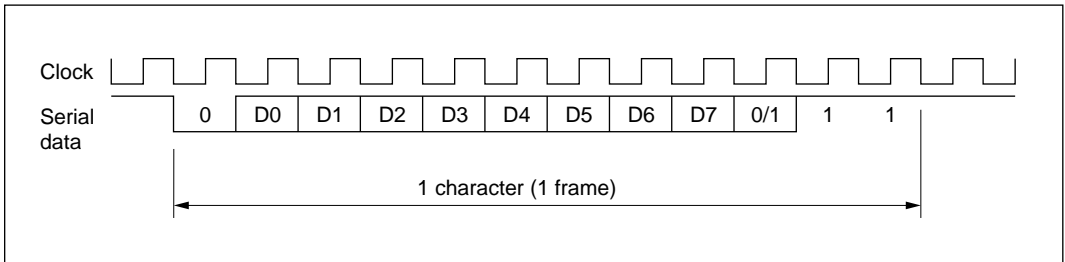 Clock
Serial
data
0 D0 D1 D2 D3 D4 D5 D6 D7 0/1 1 1
1 character (1 frame)